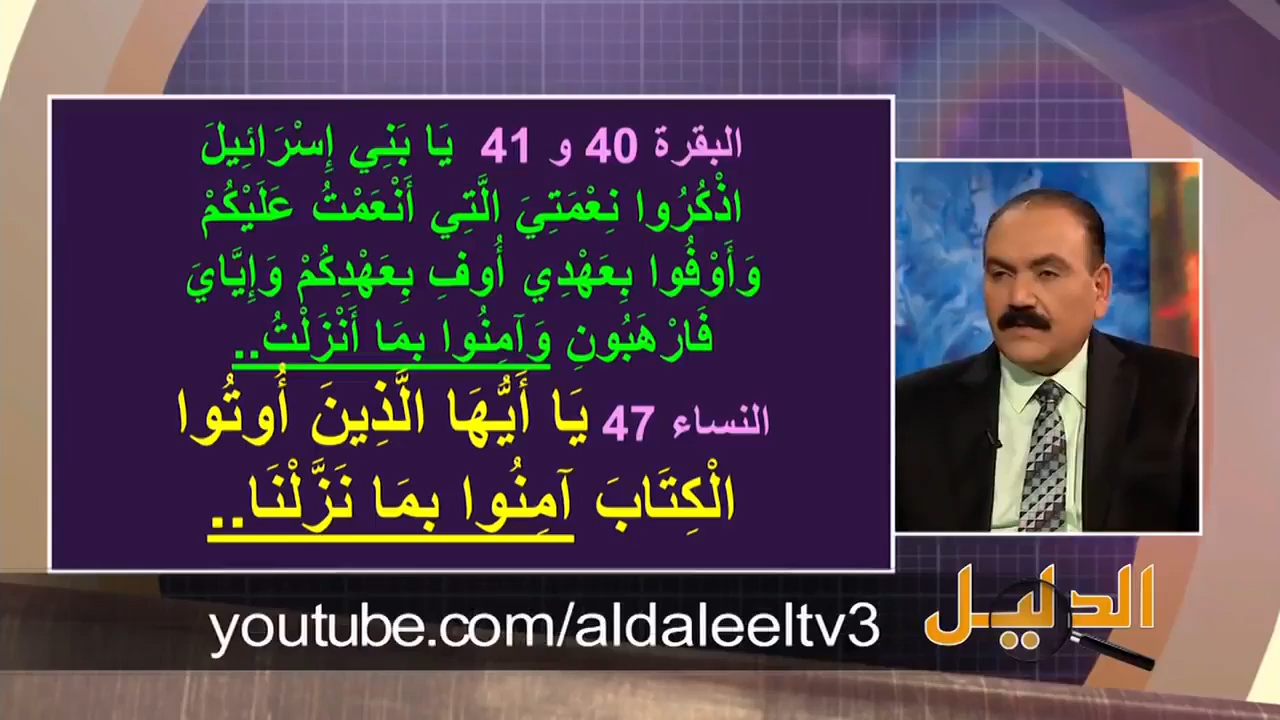 البقرة 40 و 41 يَا بَنِي إِسْرَائِيلَ
اذْكُرُوا نِعْمَتِيَ الَّتِي أَنْعَمْتُ عَلَيْكُمْ
وَأَوْفُوا بِعَهْدِي أُوفِ بِعَهْدِكُمْ وَإِيَّايَ
فَارْهَبُونِ وَآمِنُوا بِمَا أَنْزَلْتُ..
النساء 47 يَا أَيُّهَا الَّذِينَ أُوتُوا
الْكِتَابَ آمِنُوا بِمَا نَزَّلْنَا..
الدليل
youtube.com/aldaleeltv3